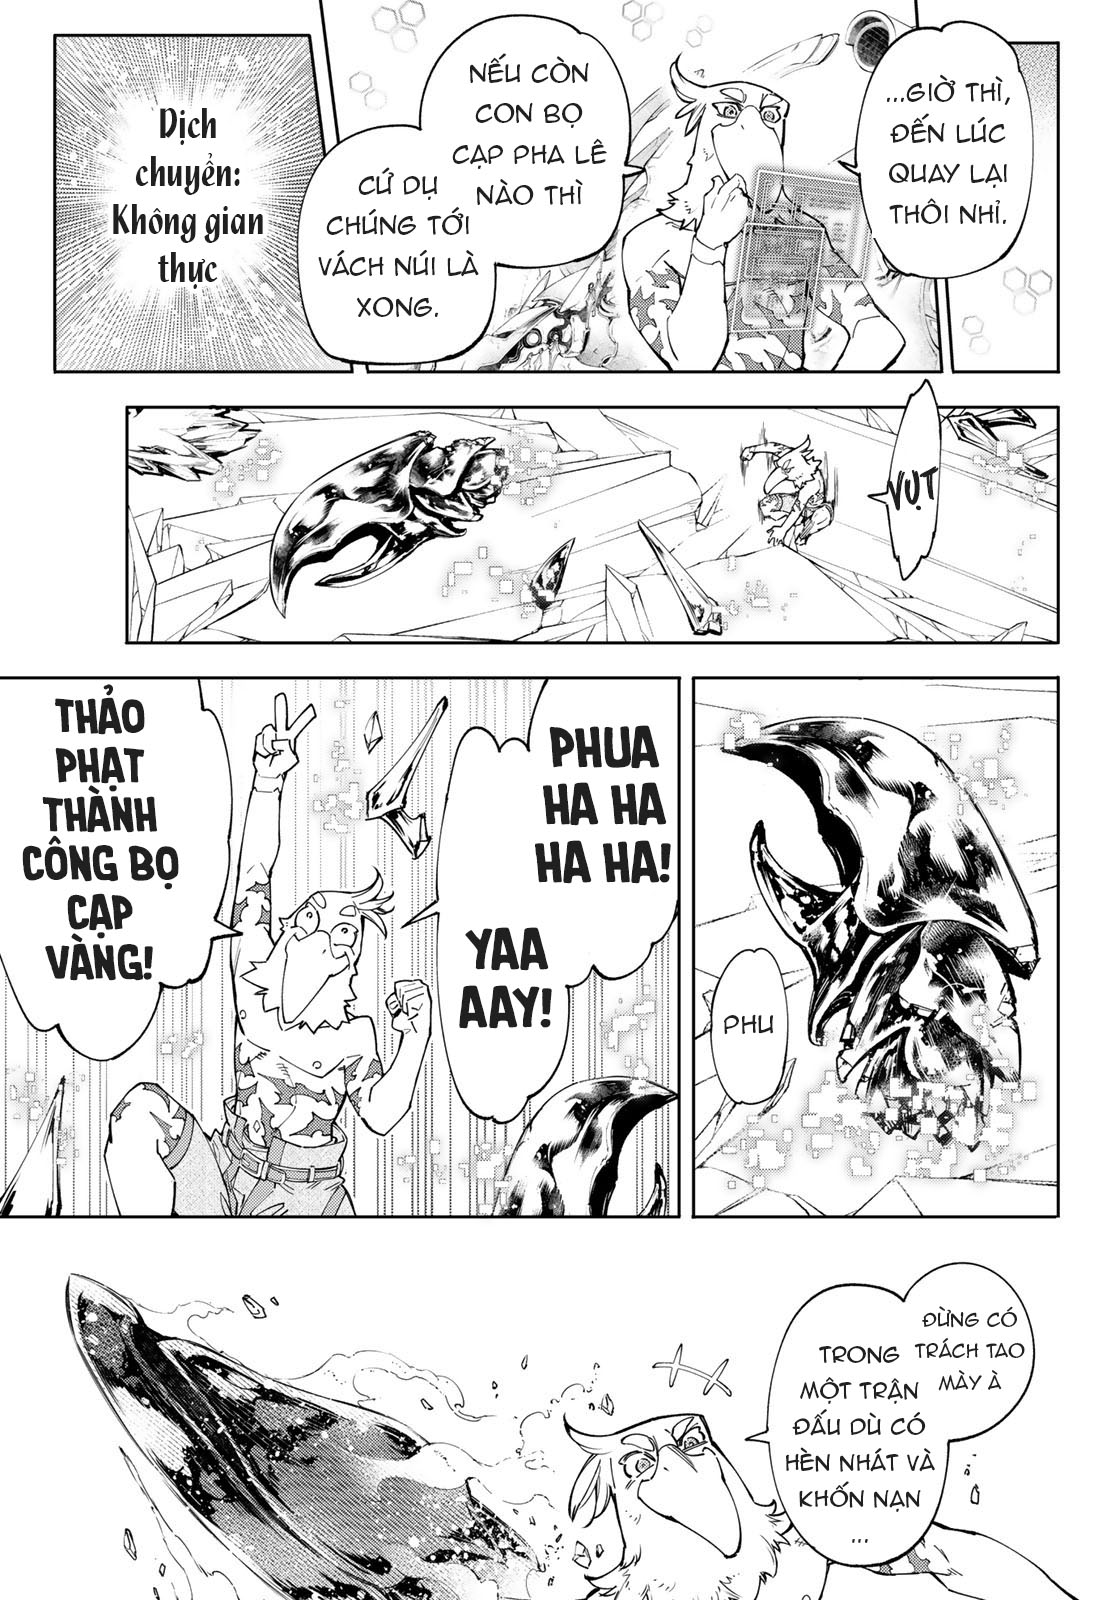 ...GIỜ THÌ,
ĐẾN LÚC
QUAY LẠI
THÔI NHỈ.
NẾU CÒN
CON BỌ
CẠP PHA LÊ
NÀO THÌ
CỨ DỤ
CHÚNG TỚI
VÁCH NÚI LÀ
XONG.
Dịch
chuyển:
Không gian
thực
VỤT
PHU
PHUA
HA HA
HA HA!
YAA
AAY!
THẢO
PHẠT
THÀNH
CÔNG BỌ
CẠP
VÀNG!
ĐỪNG CÓ
TRÁCH TAO
MÀY À
TRONG
MỘT TRẬN
ĐẤU DÙ CÓ
HÈN NHÁT VÀ
KHỐN NẠN
...